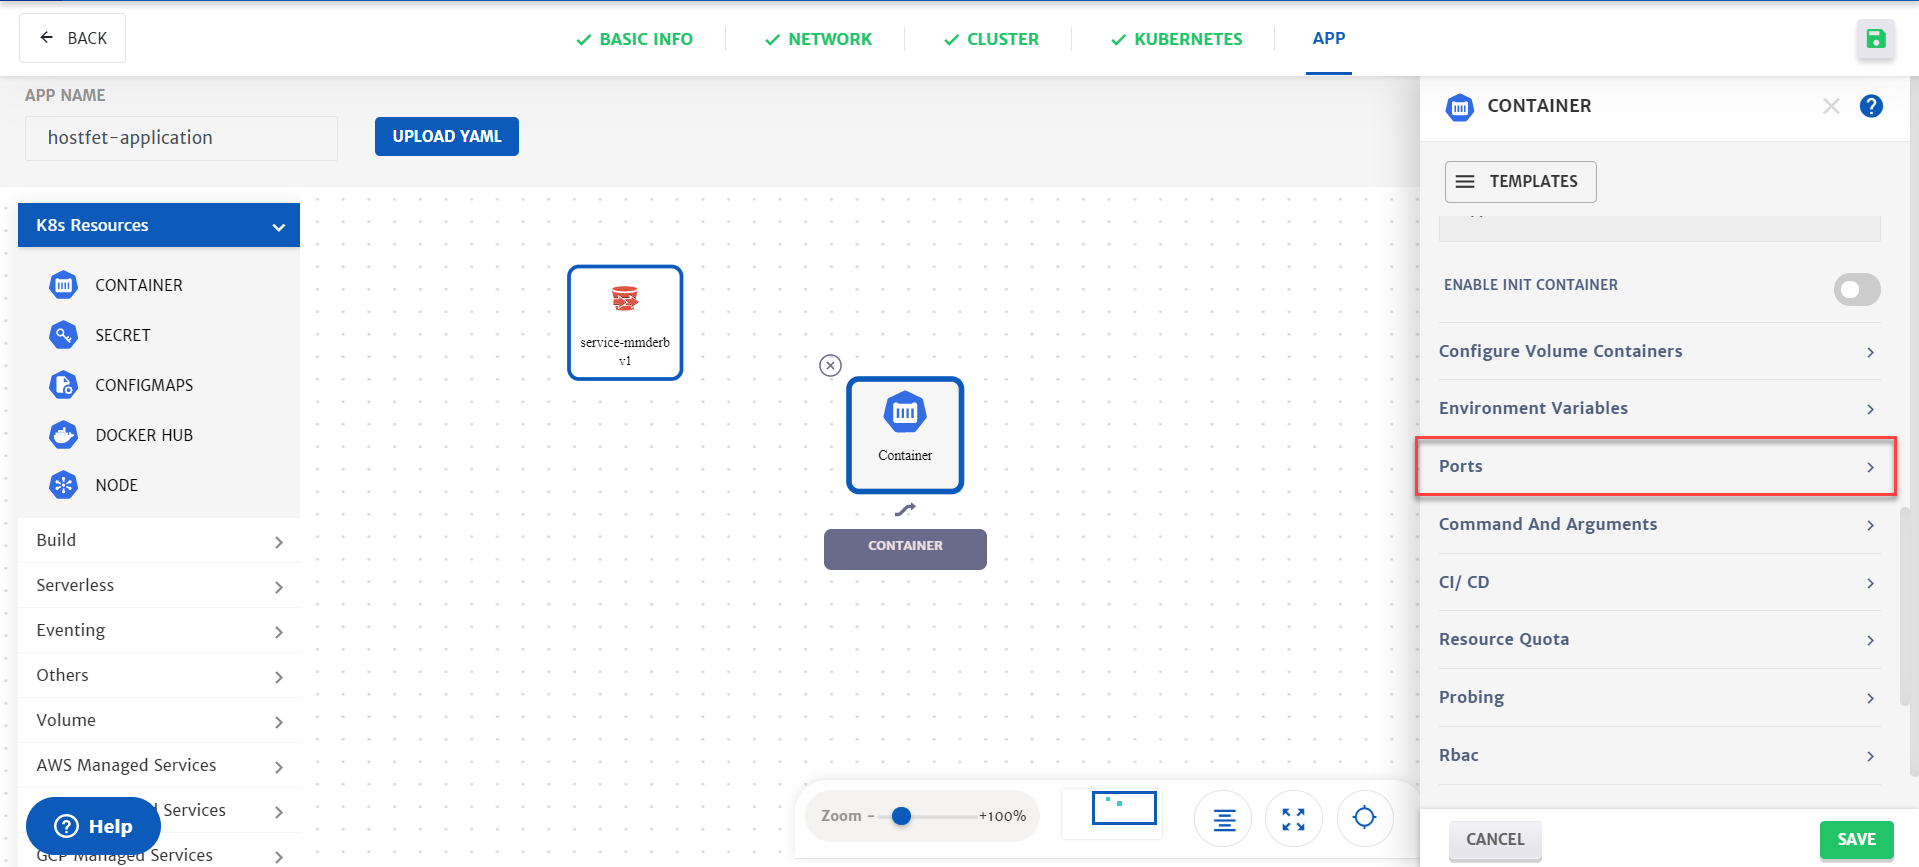 BACK
BASIC INFO
NETWORK
CLUSTER
KUBERNETES
APP
APP NAME
hostfet-application
UPLOAD YAML
K8s Resources
CONTAINER
SECRET
CONFIGMAPS
DOCKER HUB
NODE
Build
Serverless
Eventing
Others
Volume
AWS Managed Services
Services
GCP Managed Services
Help
service-mmderb
v1
Container
CONTAINER
Zoom
+100%
CONTAINER
?
TEMPLATES
ENABLE INIT CONTAINER
Configure Volume Containers
Environment Variables
Ports
Command And Arguments
CI/ CD
Resource Quota
Probing
Rbac
CANCEL
SAVE